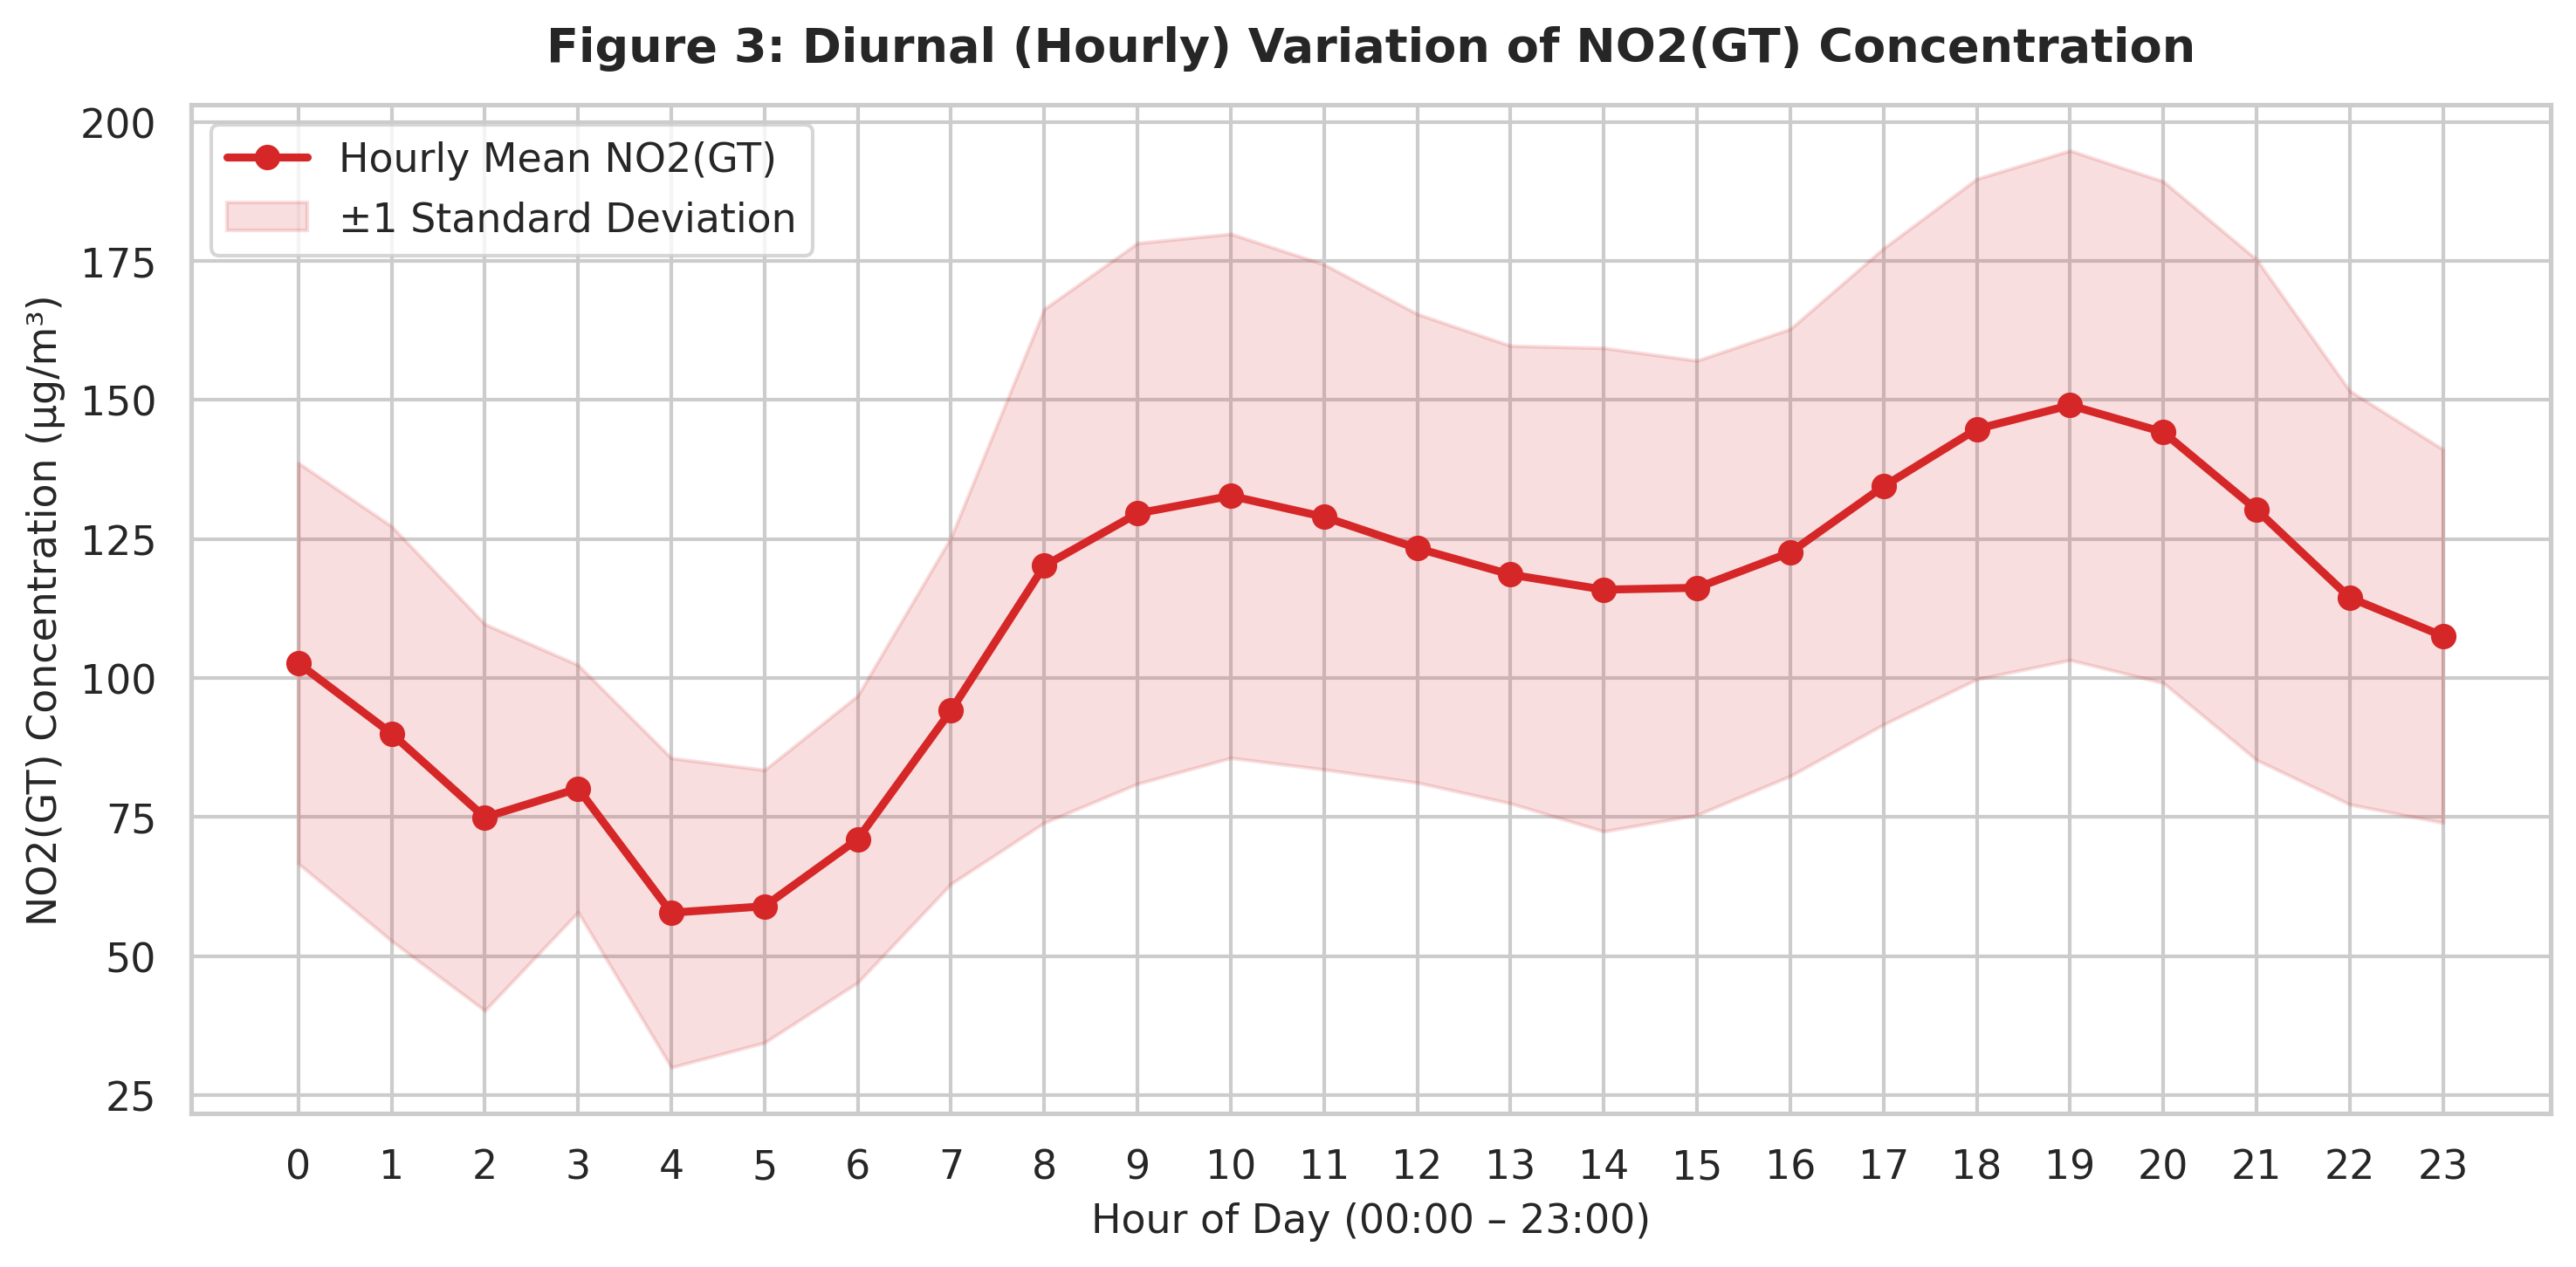 Figure 3: Diurnal (Hourly) Variation of NO2(GT) Concentration
Hourly Mean NO2(GT)
±1 Standard Deviation
NO2(GT) Concentration (µg/m³)
200
175
150
125
100
75
50
25
0 1 2 3 4 5 6 7 8 9 10 11 12 13 14 15 16 17 18 19 20 21 22 23
Hour of Day (00:00 – 23:00)